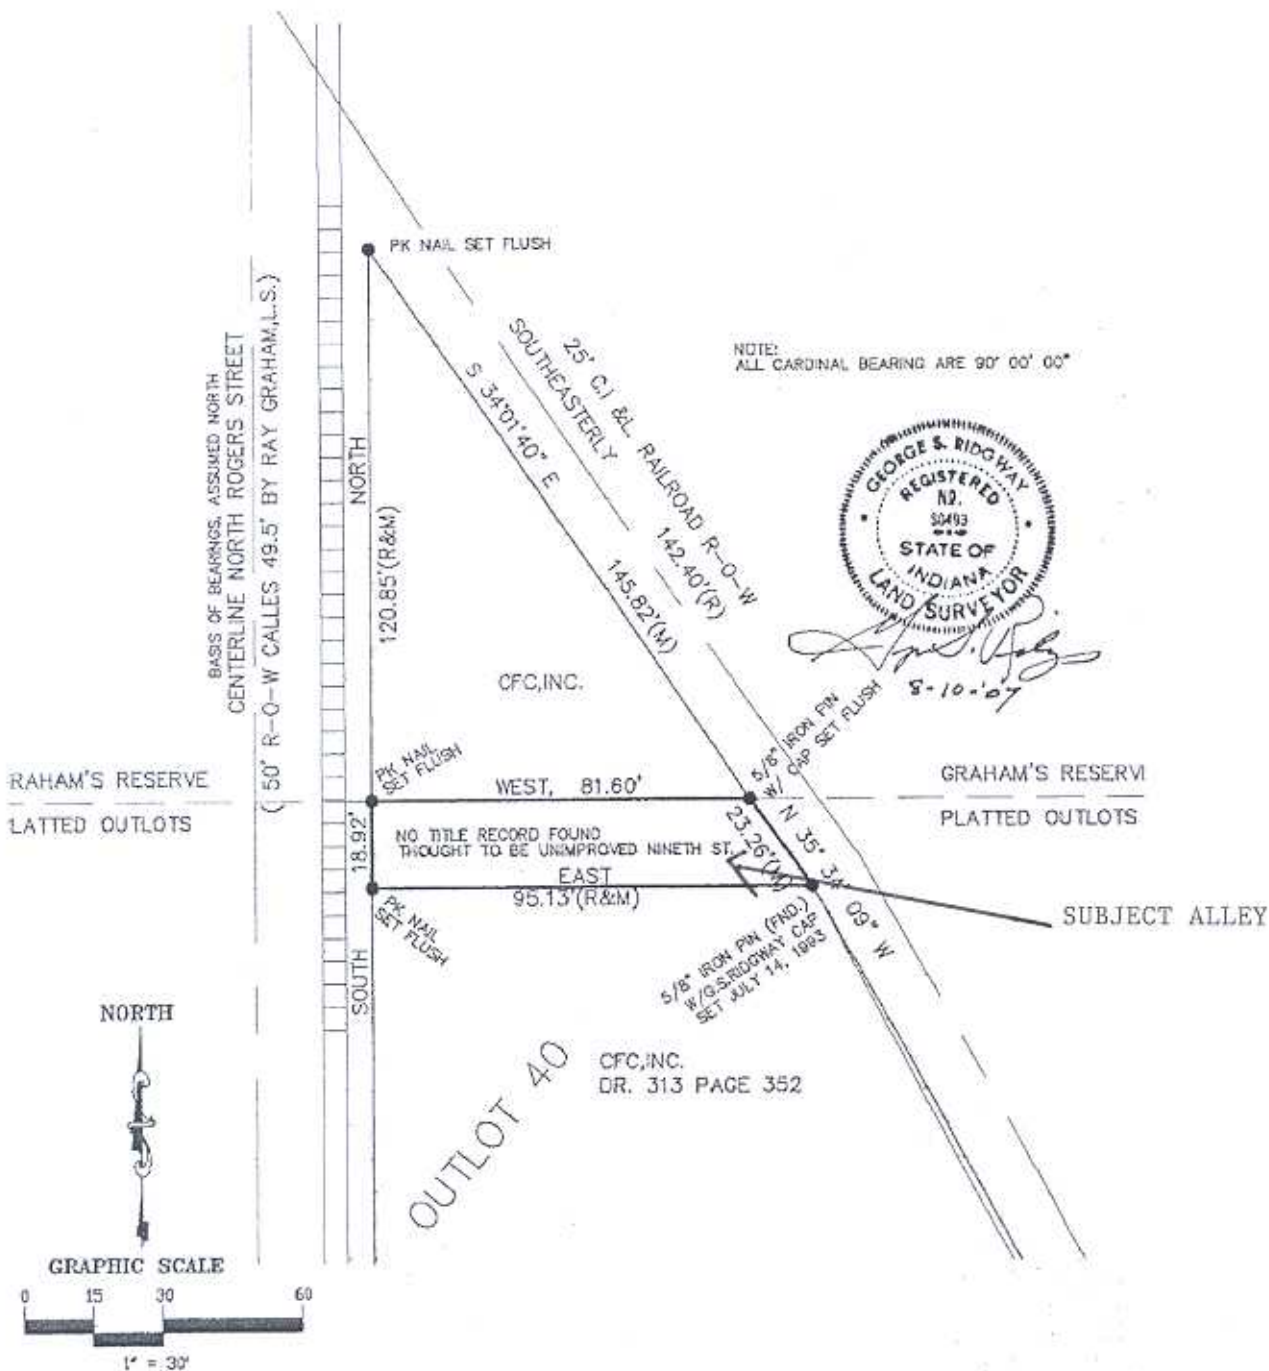 PK NAIL SET FLUSH
BASIS OF BEARINGS, ASSUMED NORTH
CENTERLINE NORTH ROGERS STREET
( 50' R-O-W CALLES 49.5' BY RAY GRAHAM,L.S.)
NORTH
120.85'(R&M)
S 34°01'40" E
145.82'(M)
25' C.I &L. RAILROAD R-O-W
SOUTHEASTERLY
142.40'(R)
NOTE:
ALL CARDINAL BEARING ARE 90' 00' 00"
GEORGE S. RIDGWAY
REGISTERED
NO.
S0493
STATE OF
INDIANA
LAND SURVEYOR
8-10-'07
CFC,INC.
PK NAIL
SET FLUSH
5/8" IRON PIN
W/ CAP SET FLUSH
RAHAM'S RESERVE
LATTED OUTLOTS
WEST, 81.60'
GRAHAM'S RESERV
PLATTED OUTLOTS
18.92'
NO TITLE RECORD FOUND
THOUGHT TO BE UNIMPROVED NINETH ST.
23.26'(M)
N 35' 34' 09" W
EAST
95.13'(R&M)
SUBJECT ALLEY
PK NAIL
SET FLUSH
5/8" IRON PIN (FND.)
W/G.S.RIDGWAY CAP
SET JULY 14, 1993
SOUTH
NORTH
OUTLOT 40
CFC,INC.
DR. 313 PAGE 352
GRAPHIC SCALE
0 15 30 60
1" = 30'